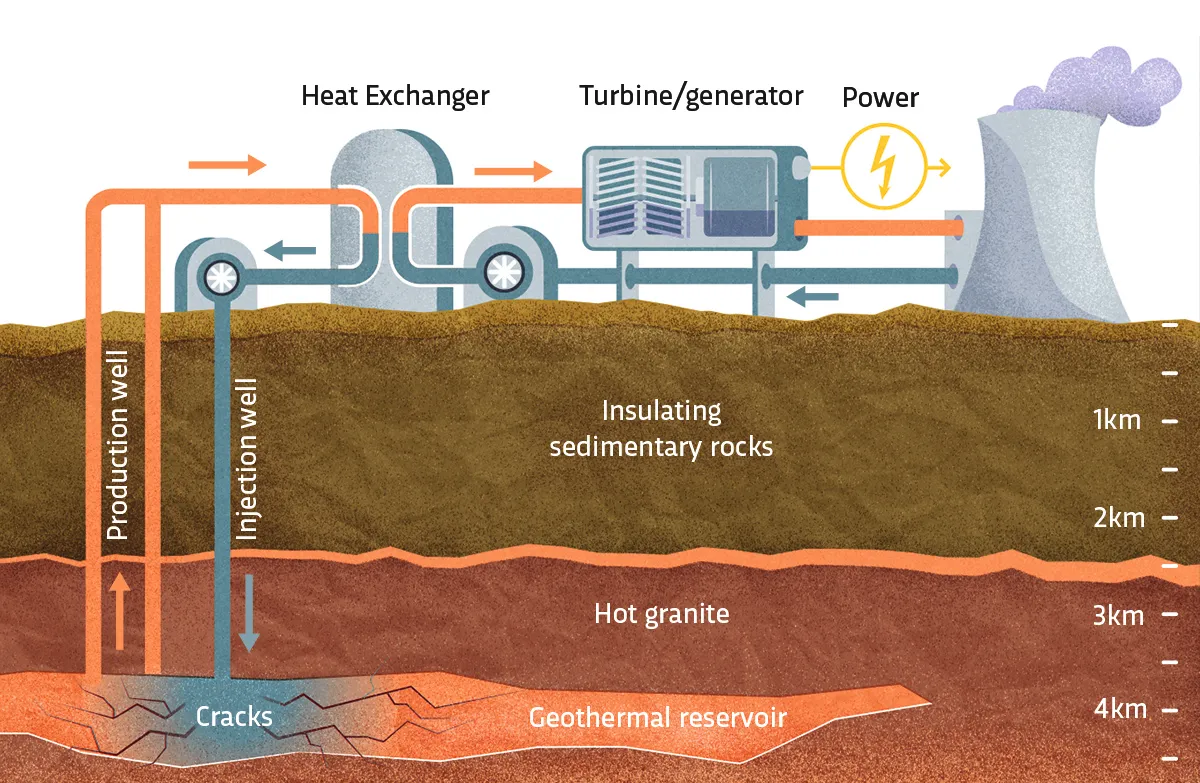 Heat Exchanger
Turbine/generator
Power
Production well
Injection well
Insulating
sedimentary rocks
1km
2km
Hot granite
3km
Cracks
Geothermal reservoir
4km